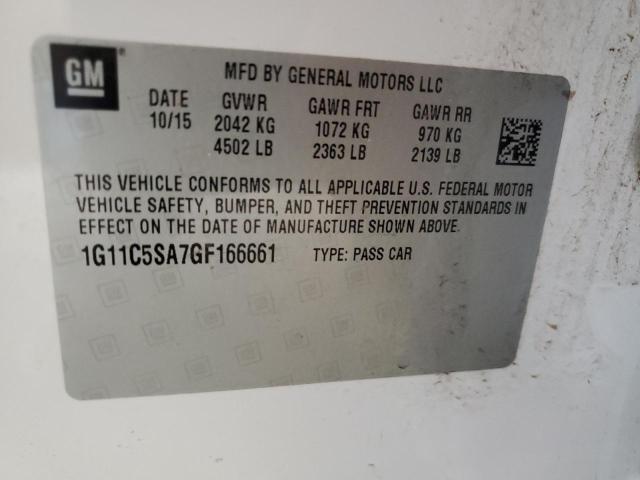 GM
MFD BY GENERAL MOTORS LLC
DATE GVWR GAWR FRT GAWR RR
10/15 2042 KG 1072 KG 970 KG
4502 LB 2363 LB 2139 LB
THIS VEHICLE CONFORMS TO ALL APPLICABLE U.S. FEDERAL MOTOR
VEHICLE SAFETY, BUMPER, AND THEFT PREVENTION STANDARDS IN
EFFECT ON THE DATE OF MANUFACTURE SHOWN ABOVE.
1G11C5SA7GF166661 TYPE: PASS CAR